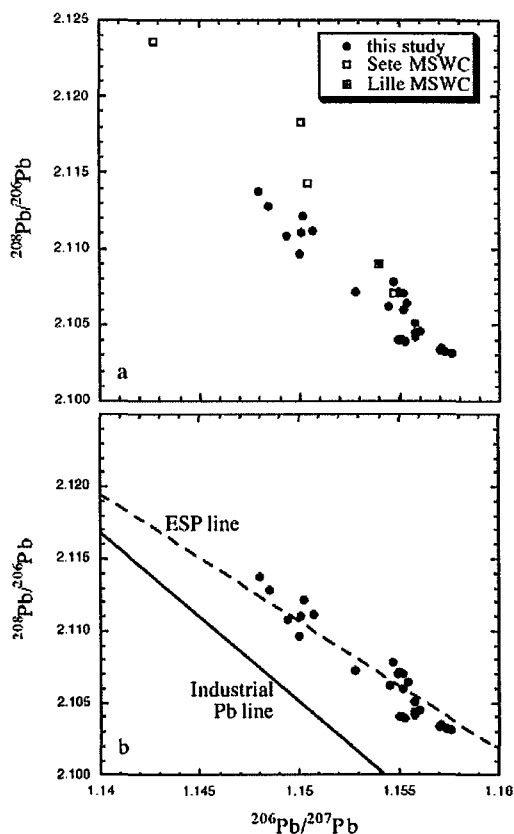 2.125
2.120
2.115
2.110
2.105
2.100
²⁰⁸Pb/²⁰⁶Pb
this study
Sete MSWC
Lille MSWC
a
2.120
2.115
2.110
2.105
2.100
²⁰⁸Pb/²⁰⁶Pb
ESP line
Industrial
Pb line
b
1.14
1.145
1.15
1.155
1.16
²⁰⁶Pb/²⁰⁷Pb